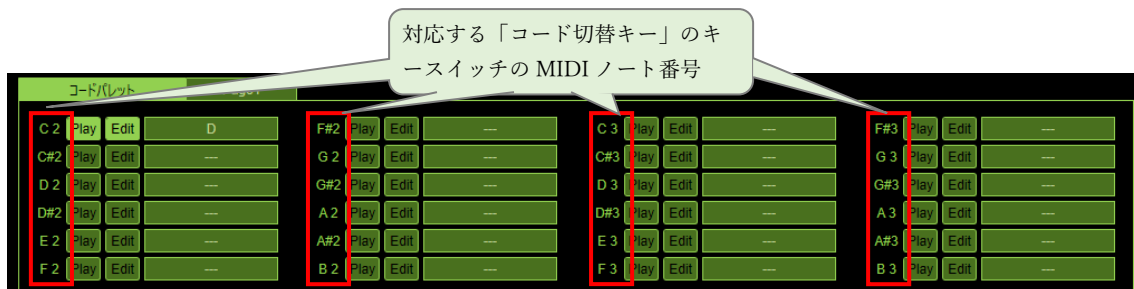 対応する「コード切替キー」のキ
ースイッチの MIDI ノート番号
コードパレット
C 2 Play Edit D F#2 Play Edit --- C 3 Play Edit --- F#3 Play Edit ---
C#2 Play Edit --- G 2 Play Edit --- C#3 Play Edit --- G 3 Play Edit ---
D 2 Play Edit --- G#2 Play Edit --- D 3 Play Edit --- G#3 Play Edit ---
D#2 Play Edit --- A 2 Play Edit --- D#3 Play Edit --- A 3 Play Edit ---
E 2 Play Edit --- A#2 Play Edit --- E 3 Play Edit --- A#3 Play Edit ---
F 2 Play Edit --- B 2 Play Edit --- F 3 Play Edit --- B 3 Play Edit ---